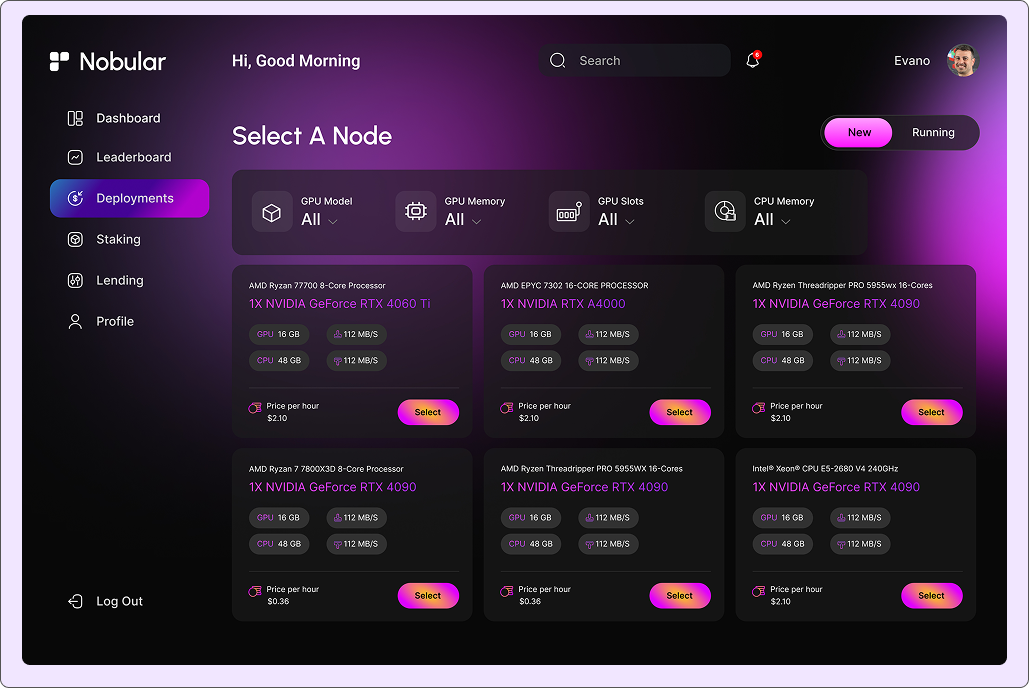 Nobular
Hi, Good Morning
Search
6
Evano
Dashboard
Leaderboard
Deployments
Staking
Lending
Profile
Log Out
Select A Node
New
Running
GPU Model
All
GPU Memory
All
GPU Slots
All
CPU Memory
All
AMD Ryzan 77700 8-Core Processor
1X NVIDIA GeForce RTX 4060 Ti
GPU 16 GB
112 MB/S
CPU 48 GB
112 MB/S
Price per hour
$2.10
Select
AMD EPYC 7302 16-CORE PROCESSOR
1X NVIDIA RTX A4000
GPU 16 GB
112 MB/S
CPU 48 GB
112 MB/S
Price per hour
$2.10
Select
AMD Ryzen Threadripper PRO 5955wx 16-Cores
1X NVIDIA GeForce RTX 4090
GPU 16 GB
112 MB/S
CPU 48 GB
112 MB/S
Price per hour
$2.10
Select
AMD Ryzan 7 7800X3D 8-Core Processor
1X NVIDIA GeForce RTX 4090
GPU 16 GB
112 MB/S
CPU 48 GB
112 MB/S
Price per hour
$0.36
Select
AMD Ryzen Threadripper PRO 5955WX 16-Cores
1X NVIDIA GeForce RTX 4090
GPU 16 GB
112 MB/S
CPU 48 GB
112 MB/S
Price per hour
$0.36
Select
Intel® Xeon® CPU E5-2680 V4 240GHz
1X NVIDIA GeForce RTX 4090
GPU 16 GB
112 MB/S
CPU 48 GB
112 MB/S
Price per hour
$2.10
Select